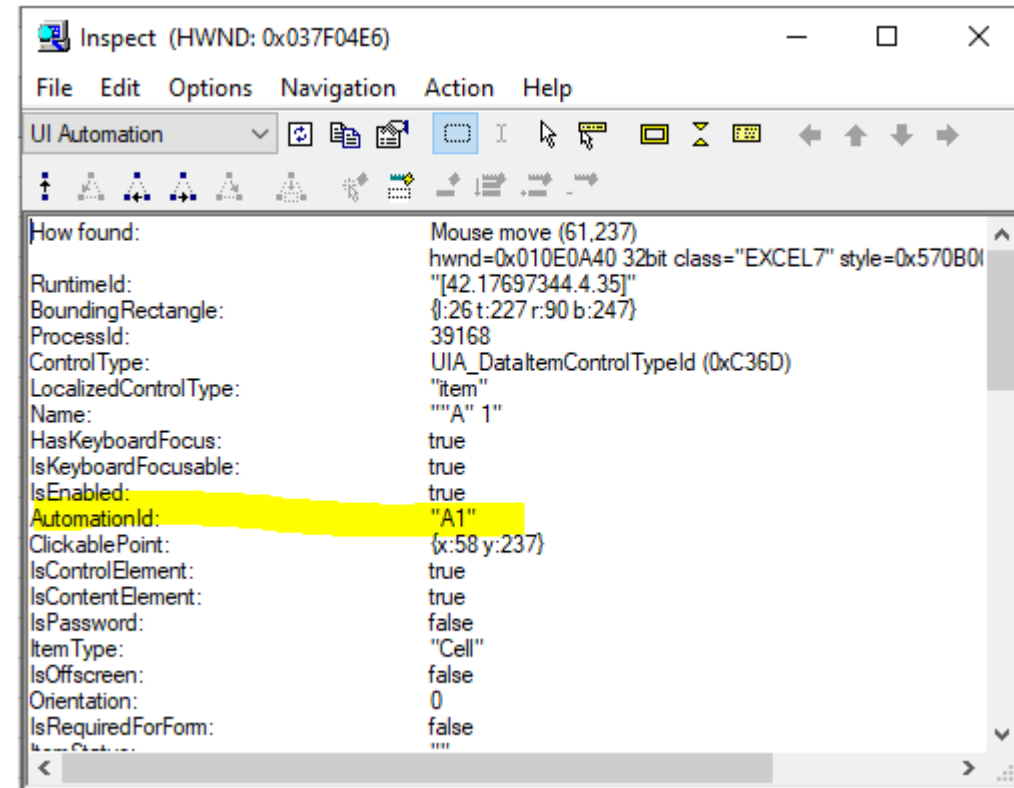 Inspect (HWND: 0x037F04E6)
File Edit Options Navigation Action Help
UI Automation
How found: Mouse move (61,237)
hwnd=0x010E0A40 32bit class="EXCEL7" style=0x570B0
RuntimeId: "[42.17697344.4.35]"
BoundingRectangle: {l:26 t:227 r:90 b:247}
ProcessId: 39168
ControlType: UIA_DataItemControlTypeId (0xC36D)
LocalizedControlType: "item"
Name: ""A" 1"
HasKeyboardFocus: true
IsKeyboardFocusable: true
IsEnabled: true
AutomationId: "A1"
ClickablePoint: {x:58 y:237}
IsControlElement: true
IsContentElement: true
IsPassword: false
ItemType: "Cell"
IsOffscreen: false
Orientation: 0
IsRequiredForForm: false